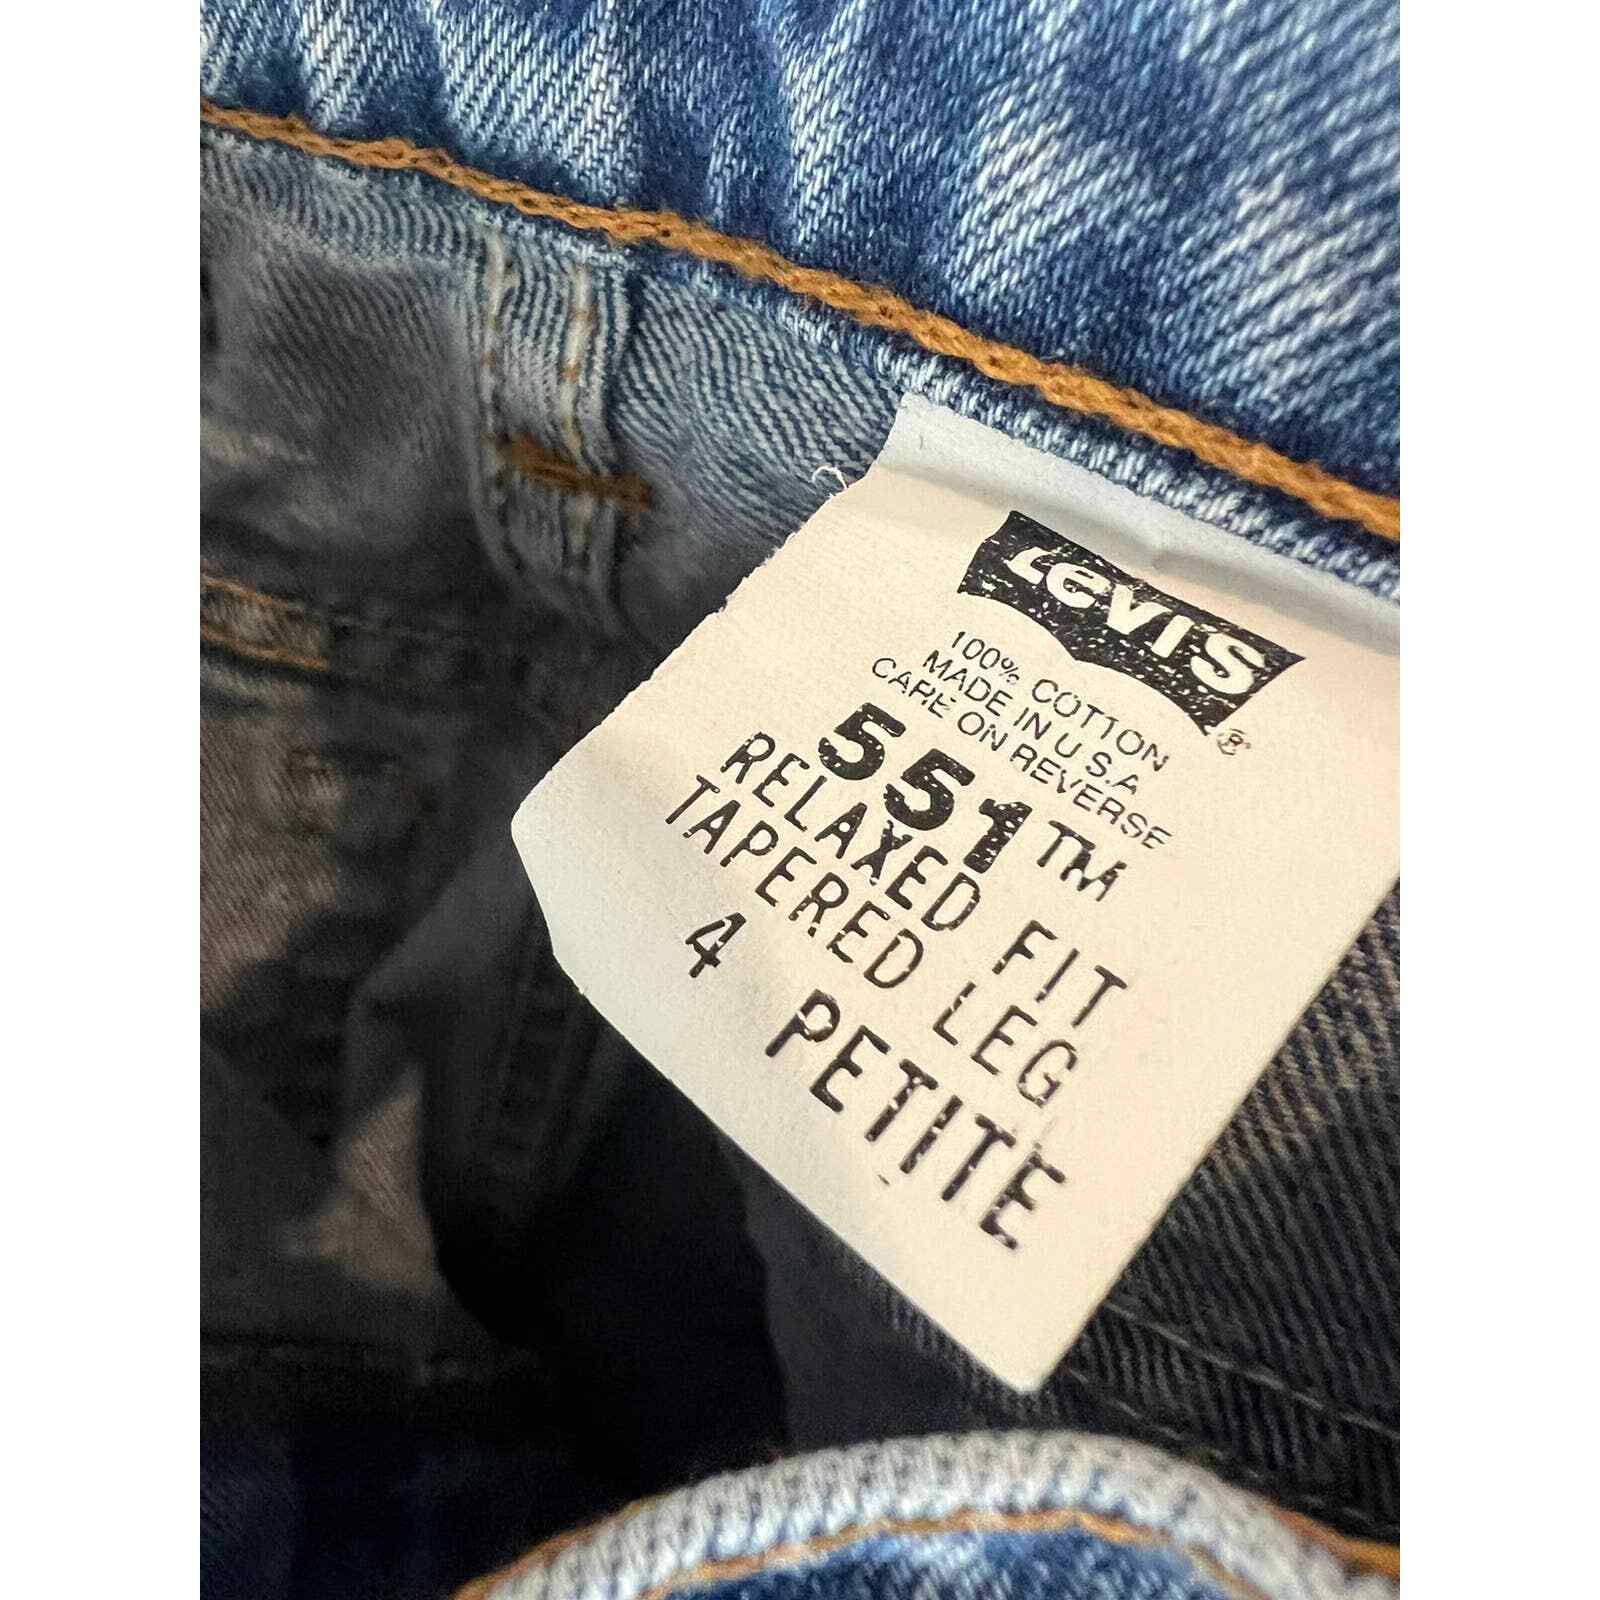 Levi's®
100% COTTON
MADE IN U.S.A
CARE ON REVERSE
551™
RELAXED FIT
TAPERED LEG
4 PETITE